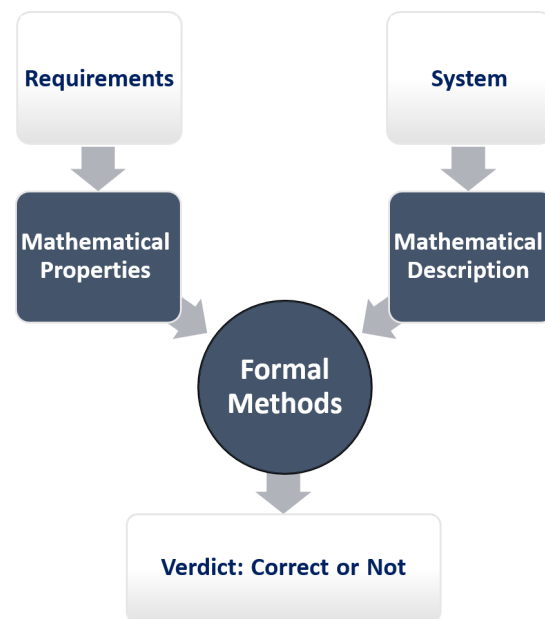 Requirements
System
Mathematical
Properties
Mathematical
Description
Formal
Methods
Verdict: Correct or Not